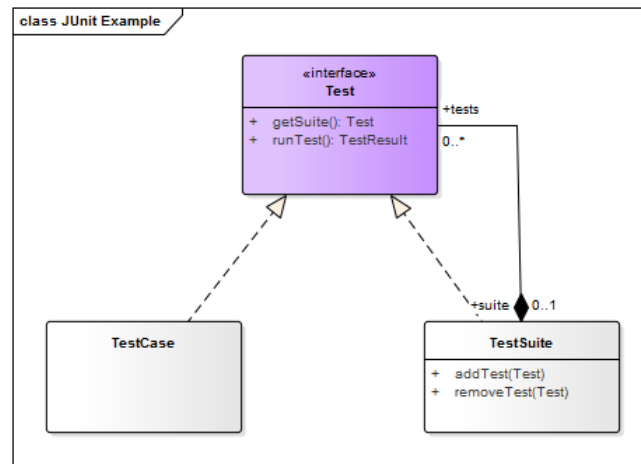 class JUnit Example
«interface»
Test
+ getSuite(): Test
+ runTest(): TestResult
+tests
0..*
+suite
0..1
TestCase
TestSuite
+ addTest(Test)
+ removeTest(Test)